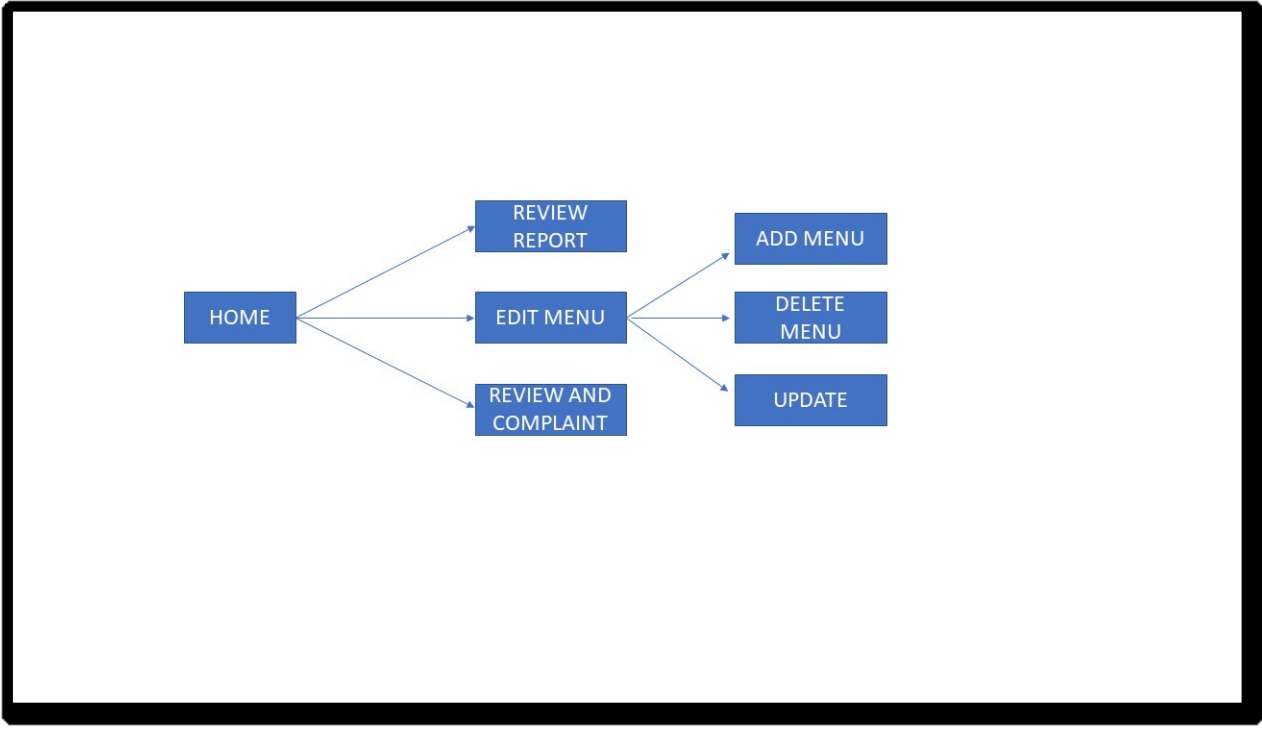 HOME
REVIEW
REPORT
EDIT MENU
REVIEW AND
COMPLAINT
ADD MENU
DELETE
MENU
UPDATE